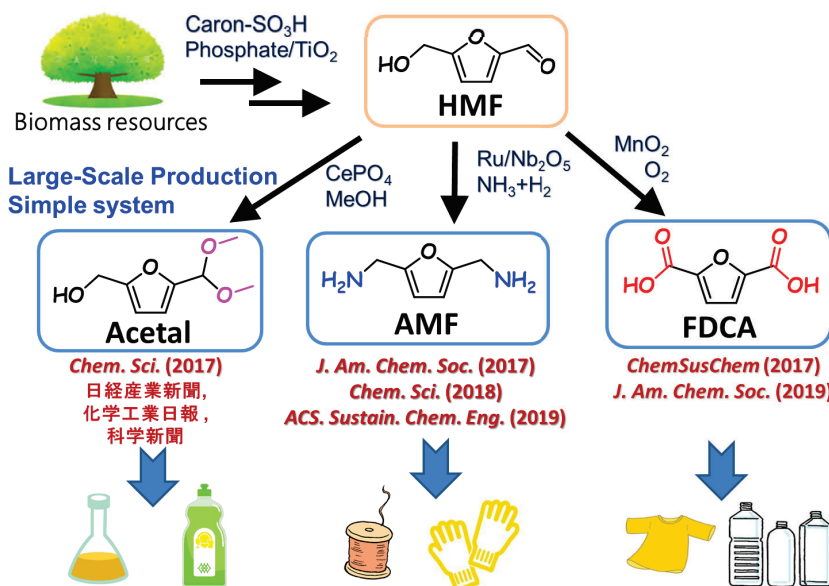 Caron-SO3H
Phosphate/TiO2
HO
O
O
HMF
Biomass resources
Large-Scale Production
Simple system
CePO4
MeOH
Ru/Nb2O5
NH3+H2
MnO2
O2
HO
O
O
O
Acetal
H2N
O
NH2
AMF
O
HO
O
O
OH
FDCA
Chem. Sci. (2017)
日経産業新聞,
化学工業日報,
科学新聞
J. Am. Chem. Soc. (2017)
Chem. Sci. (2018)
ACS. Sustain. Chem. Eng. (2019)
ChemSusChem (2017)
J. Am. Chem. Soc. (2019)